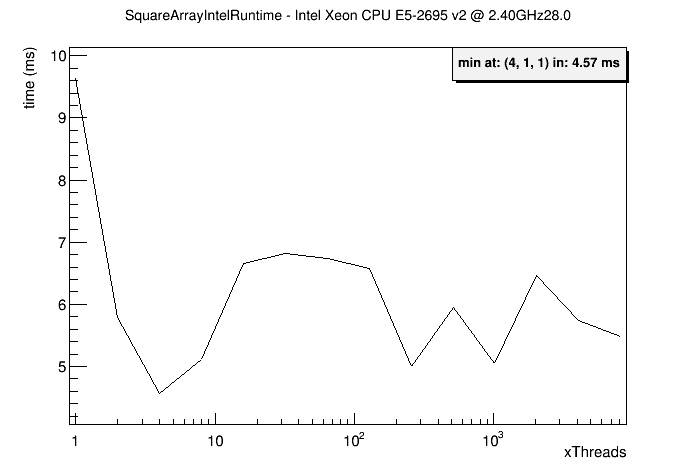 SquareArrayIntelRuntime - Intel Xeon CPU E5-2695 v2 @ 2.40GHz28.0
min at: (4, 1, 1) in: 4.57 ms
time (ms)
10
9
8
7
6
5
1 10 10² 10³
xThreads